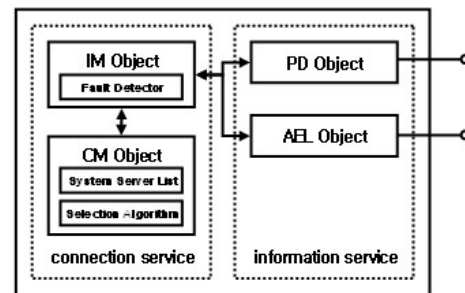 IM Object
Fault Detector
CM Object
System Server List
Selection Algorithm
connection service
PD Object
AEL Object
information service